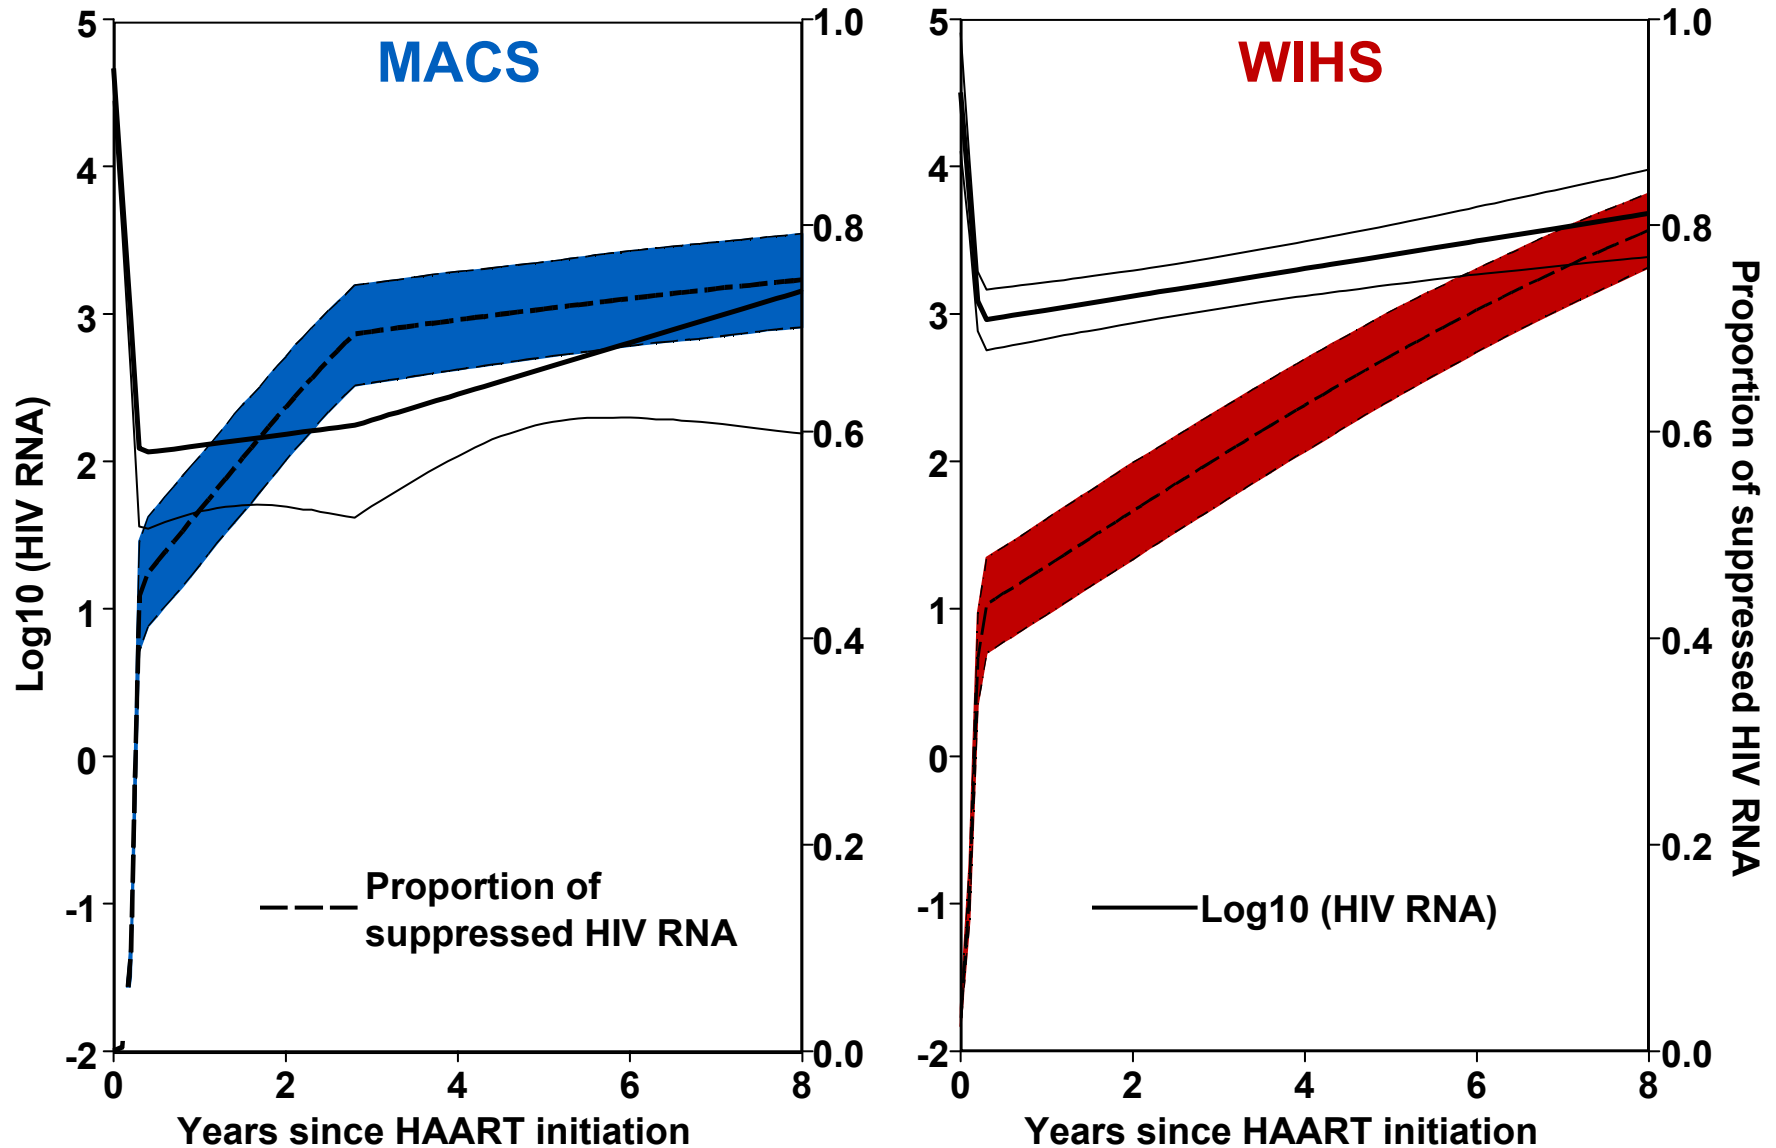 MACS
WIHS
5
4
3
2
1
0
-1
-2
Log10 (HIV RNA)
1.0
0.8
0.6
0.4
0.2
0.0
Proportion of
suppressed HIV RNA
0 2 4 6 8
Years since HAART initiation
5
4
3
2
1
0
-1
-2
1.0
0.8
0.6
0.4
0.2
0.0
Proportion of suppressed HIV RNA
Log10 (HIV RNA)
0 2 4 6 8
Years since HAART initiation